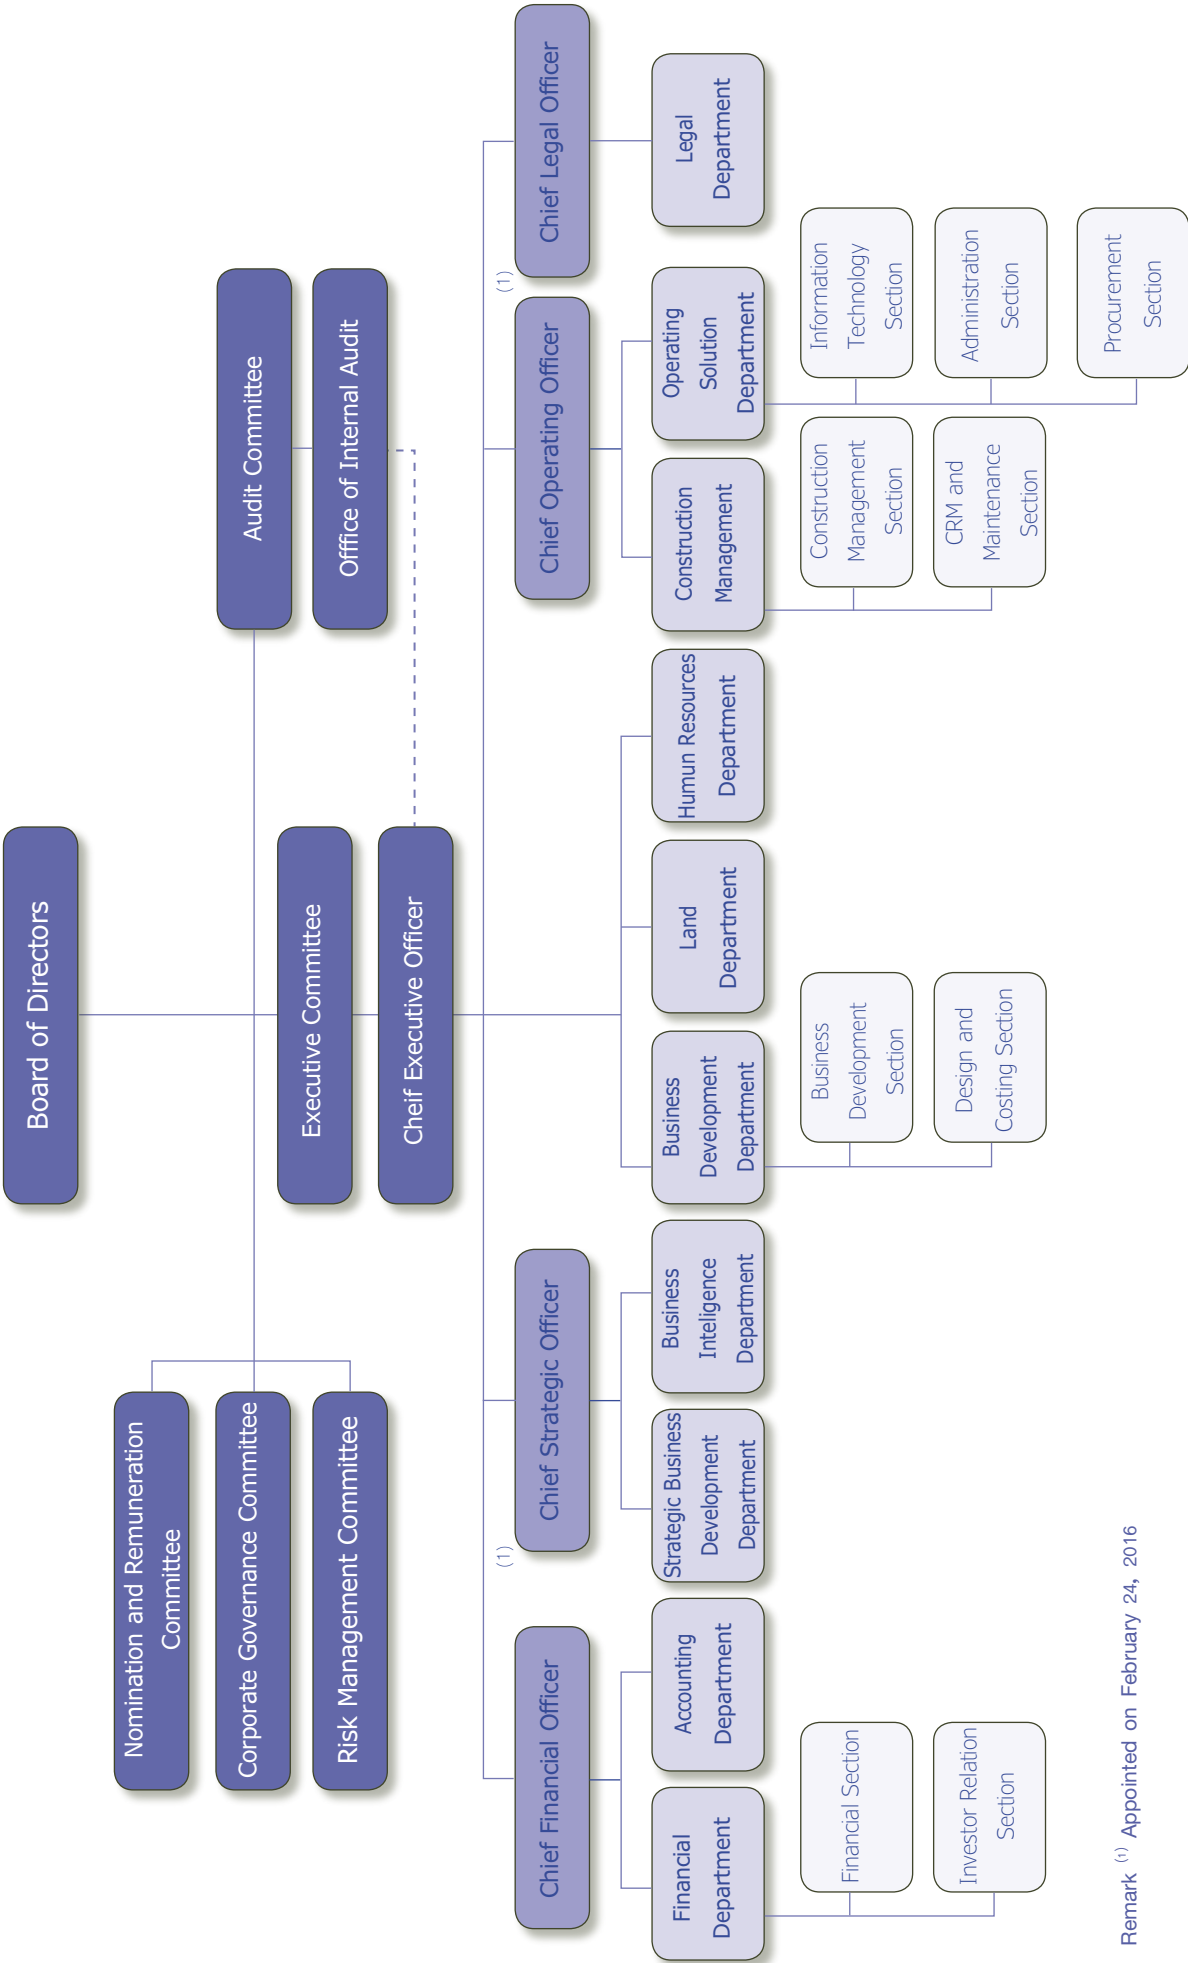 Board of Directors
Nomination and Remuneration
Committee
Corporate Governance Committee
Risk Management Committee
Audit Committee
Offfice of Internal Audit
Executive Committee
Cheif Executive Officer
Chief Financial Officer
(1)
Chief Strategic Officer
Chief Operating Officer
(1)
Chief Legal Officer
Financial
Department
Accounting
Department
Strategic Business
Development
Department
Business
Inteligence
Department
Business
Development
Department
Land
Department
Humun Resources
Department
Construction
Management
Operating
Solution
Department
Legal
Department
Financial Section
Investor Relation
Section
Business
Development
Section
Design and
Costing Section
Construction
Management
Section
CRM and
Maintenance
Section
Information
Technology
Section
Administration
Section
Procurement
Section
Remark (1) Appointed on February 24, 2016